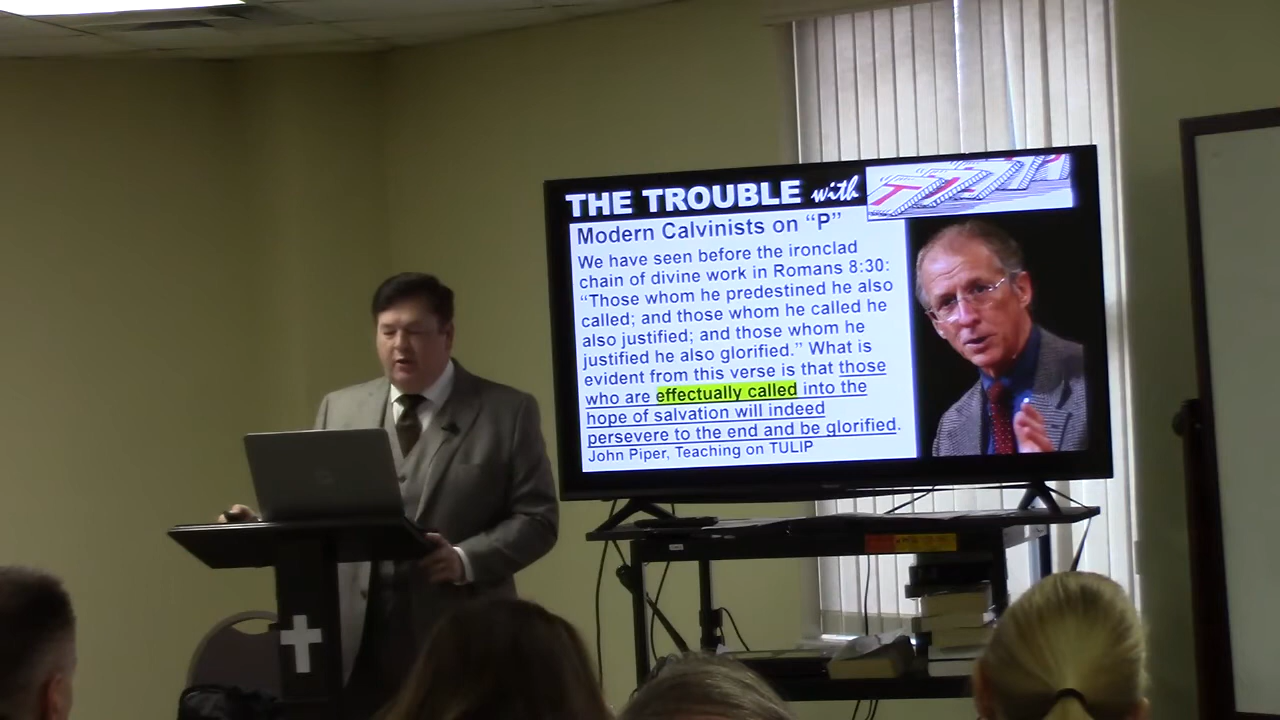 THE TROUBLE with
Modern Calvinists on “P”
We have seen before the ironclad
chain of divine work in Romans 8:30:
“Those whom he predestined he also
called; and those whom he called he
also justified; and those whom he
justified he also glorified.” What is
evident from this verse is that those
who are effectually called into the
hope of salvation will indeed
persevere to the end and be glorified.
John Piper, Teaching on TULIP